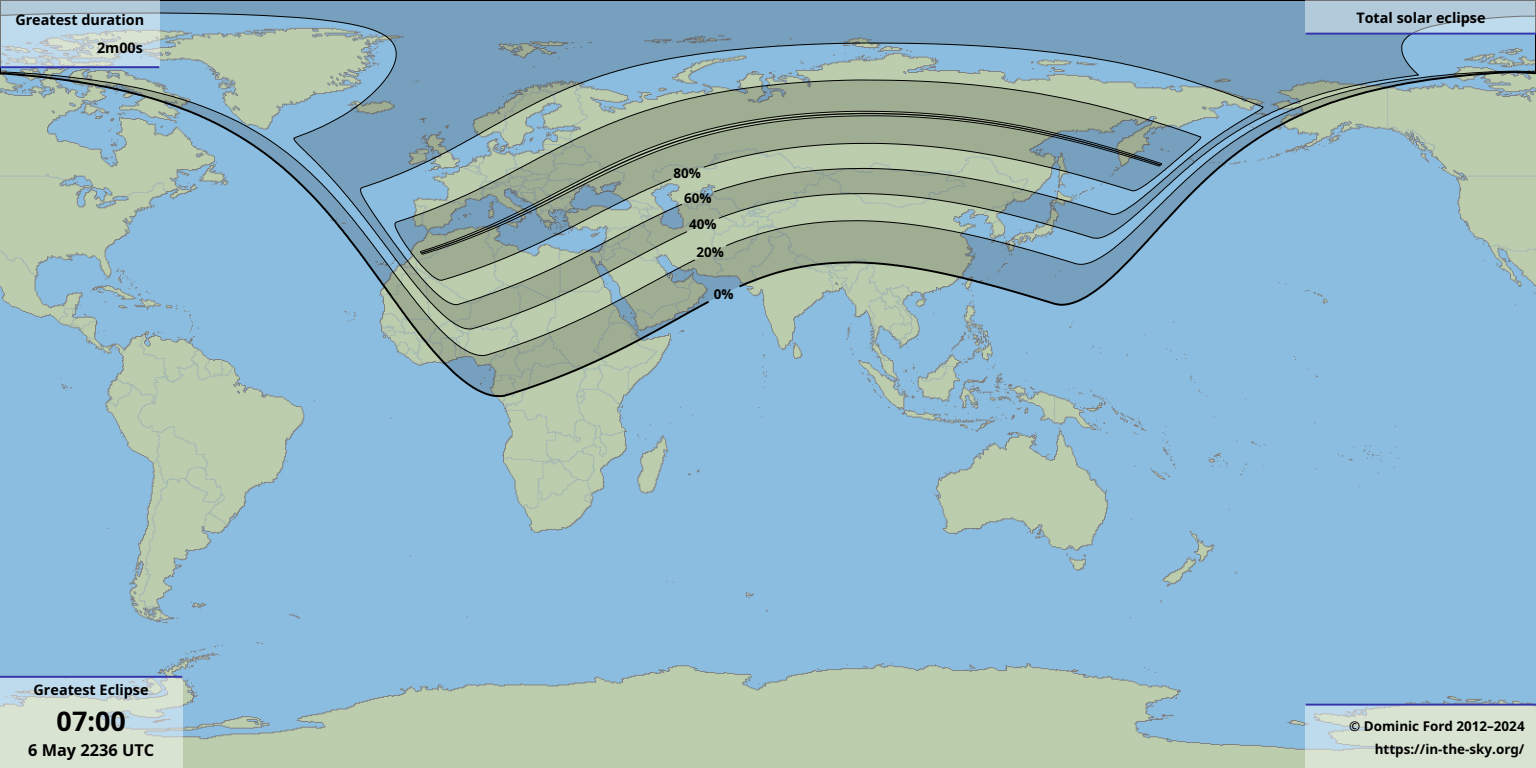 Greatest duration
2m00s
Total solar eclipse
80%
60%
40%
20%
0%
Greatest Eclipse
07:00
6 May 2236 UTC
© Dominic Ford 2012–2024
https://in-the-sky.org/